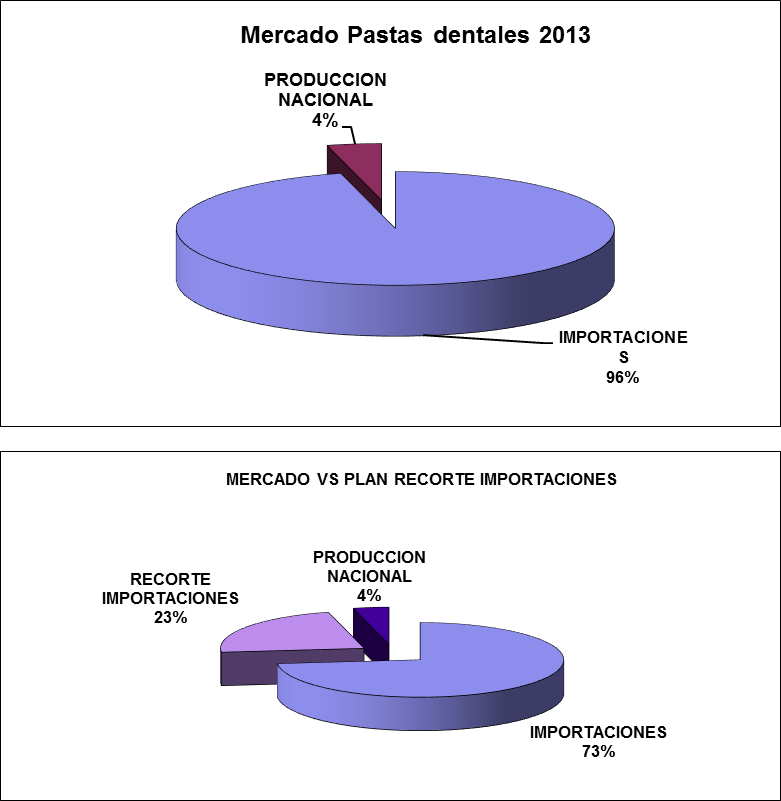 Mercado Pastas dentales 2013
PRODUCCION
NACIONAL
4%
IMPORTACIONE
S
96%
MERCADO VS PLAN RECORTE IMPORTACIONES
PRODUCCION
NACIONAL
4%
RECORTE
IMPORTACIONES
23%
IMPORTACIONES
73%